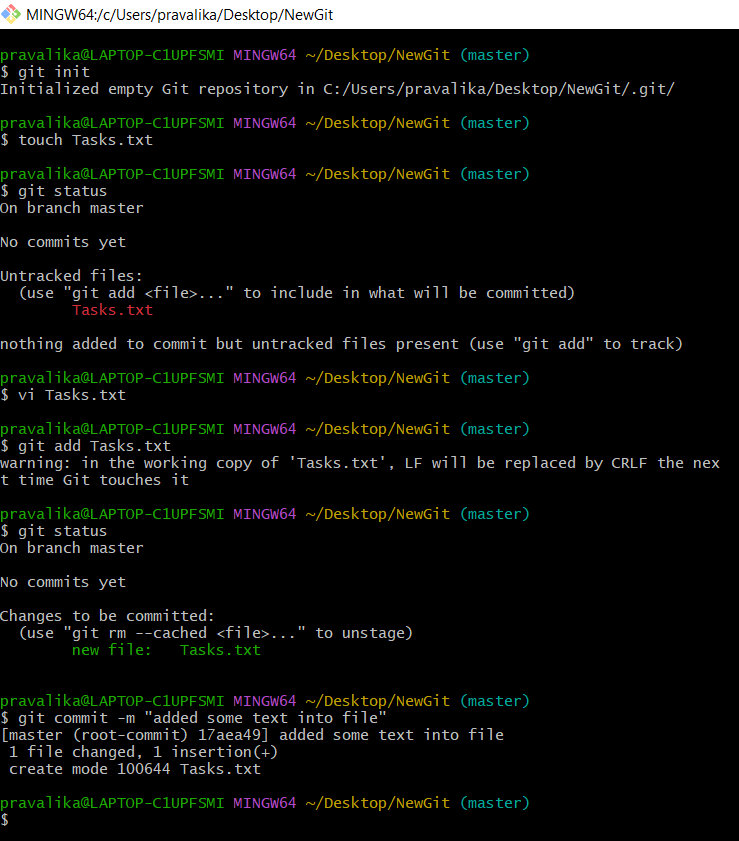 MINGW64:/c/Users/pravalika/Desktop/NewGit
pravalika@LAPTOP-C1UPFSMI MINGW64 ~/Desktop/NewGit (master)
$ git init
Initialized empty Git repository in C:/Users/pravalika/Desktop/NewGit/.git/
pravalika@LAPTOP-C1UPFSMI MINGW64 ~/Desktop/NewGit (master)
$ touch Tasks.txt
pravalika@LAPTOP-C1UPFSMI MINGW64 ~/Desktop/NewGit (master)
$ git status
On branch master
No commits yet
Untracked files:
  (use "git add <file>..." to include in what will be committed)
        Tasks.txt
nothing added to commit but untracked files present (use "git add" to track)
pravalika@LAPTOP-C1UPFSMI MINGW64 ~/Desktop/NewGit (master)
$ vi Tasks.txt
pravalika@LAPTOP-C1UPFSMI MINGW64 ~/Desktop/NewGit (master)
$ git add Tasks.txt
warning: in the working copy of 'Tasks.txt', LF will be replaced by CRLF the nex
t time Git touches it
pravalika@LAPTOP-C1UPFSMI MINGW64 ~/Desktop/NewGit (master)
$ git status
On branch master
No commits yet
Changes to be committed:
  (use "git rm --cached <file>..." to unstage)
        new file:   Tasks.txt
pravalika@LAPTOP-C1UPFSMI MINGW64 ~/Desktop/NewGit (master)
$ git commit -m "added some text into file"
[master (root-commit) 17aea49] added some text into file
 1 file changed, 1 insertion(+)
 create mode 100644 Tasks.txt
pravalika@LAPTOP-C1UPFSMI MINGW64 ~/Desktop/NewGit (master)
$